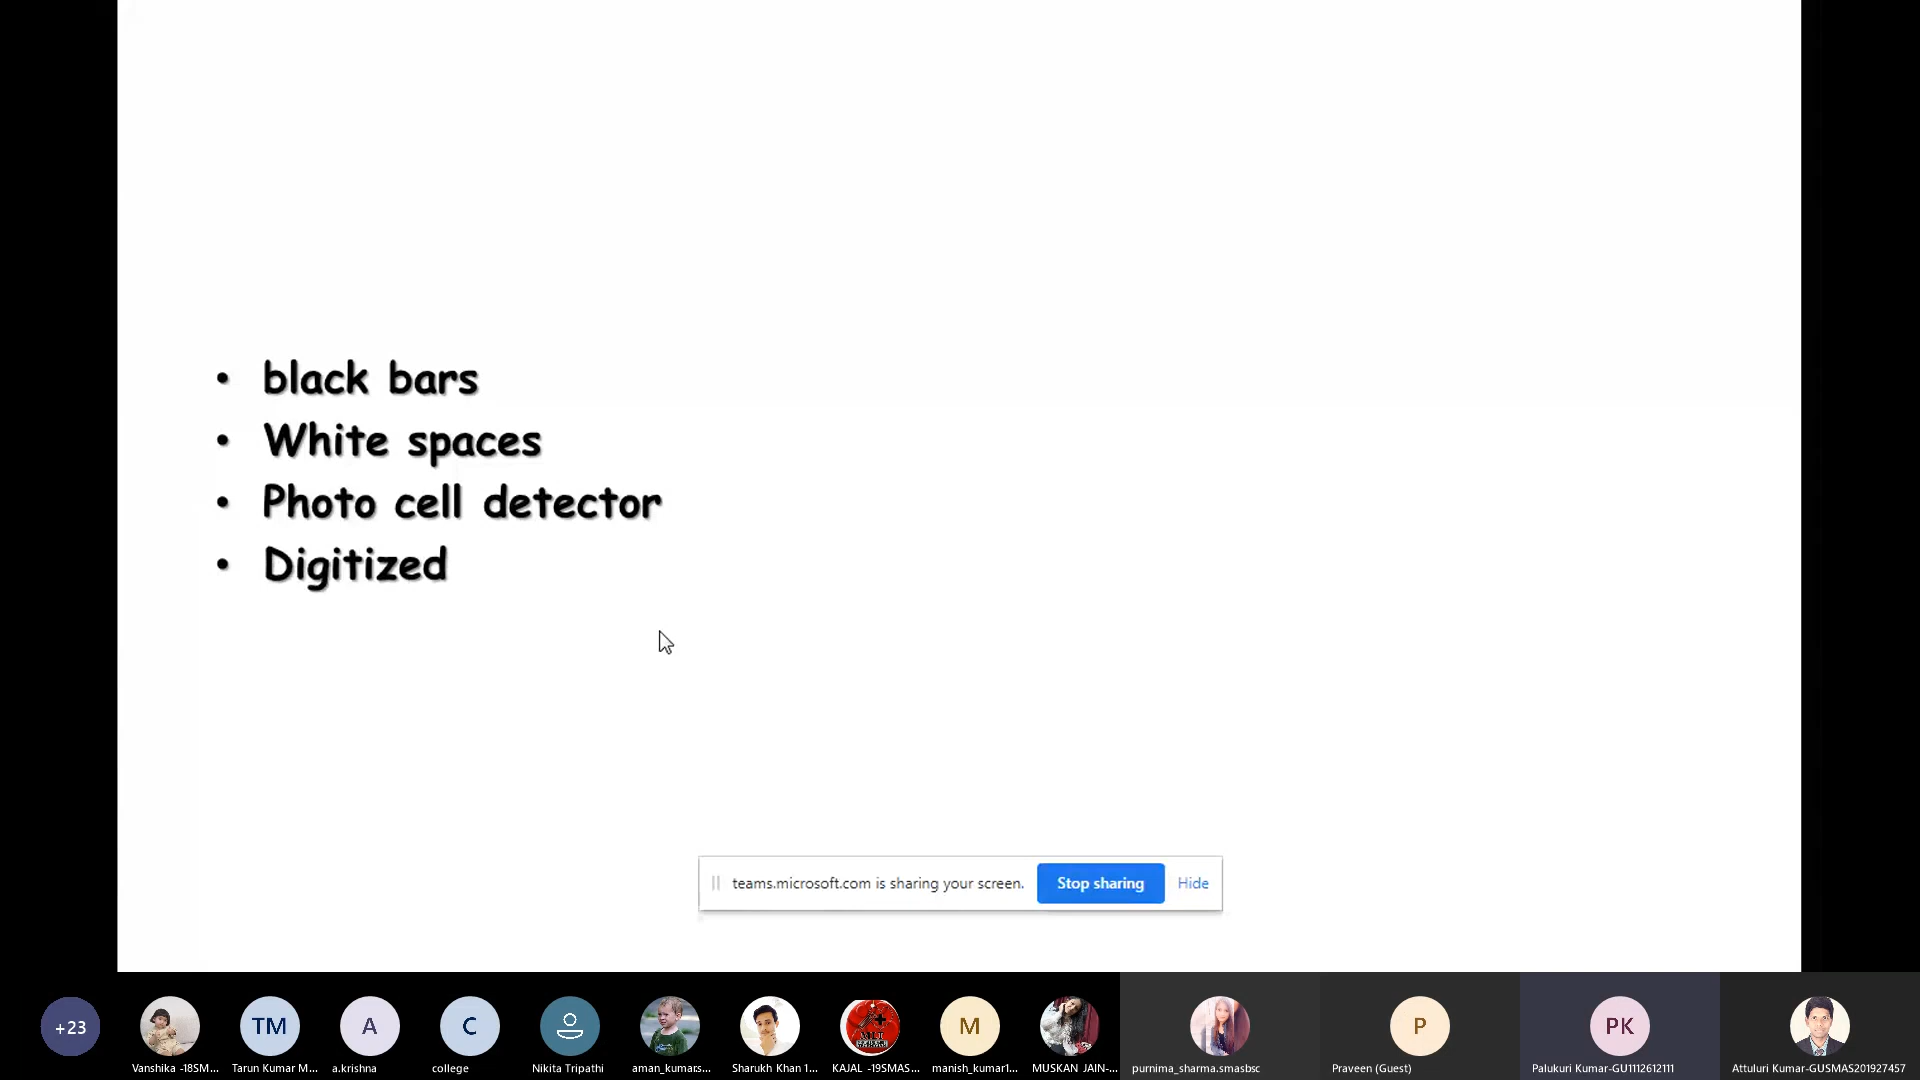 • black bars
• White spaces
• Photo cell detector
• Digitized
teams.microsoft.com is sharing your screen. Stop sharing Hide
+23 TM A C M P PK
Vanshika -18SM... Tarun Kumar M... a.krishna college Nikita Tripathi aman_kumar.s... Sharukh Khan 1... KAJAL -19SMAS... manish_kumar1... MUSKAN JAIN-... purnima_sharma.smasbsc Praveen (Guest) Palukuri Kumar-GU1112612111 Attuluri Kumar-GUSMAS201927457